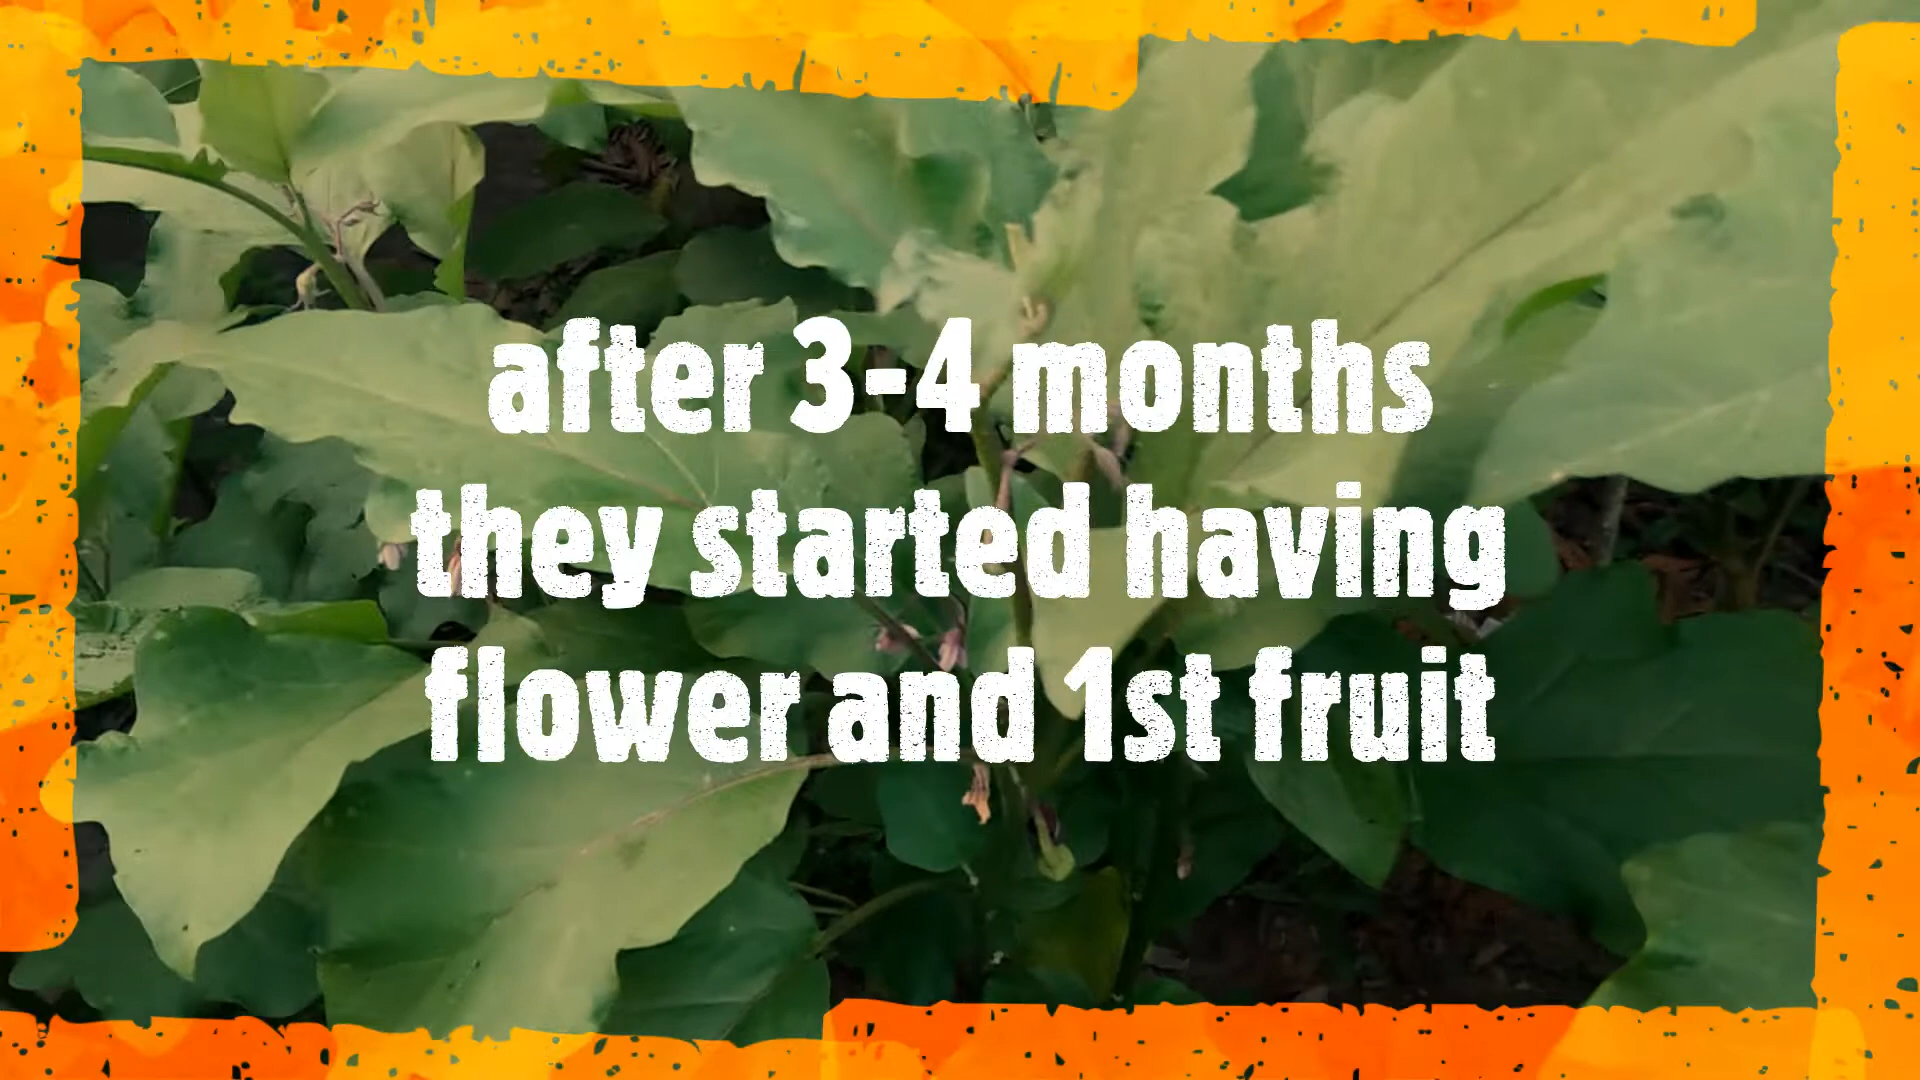 after 3-4 months
they started having
flower and 1st fruit